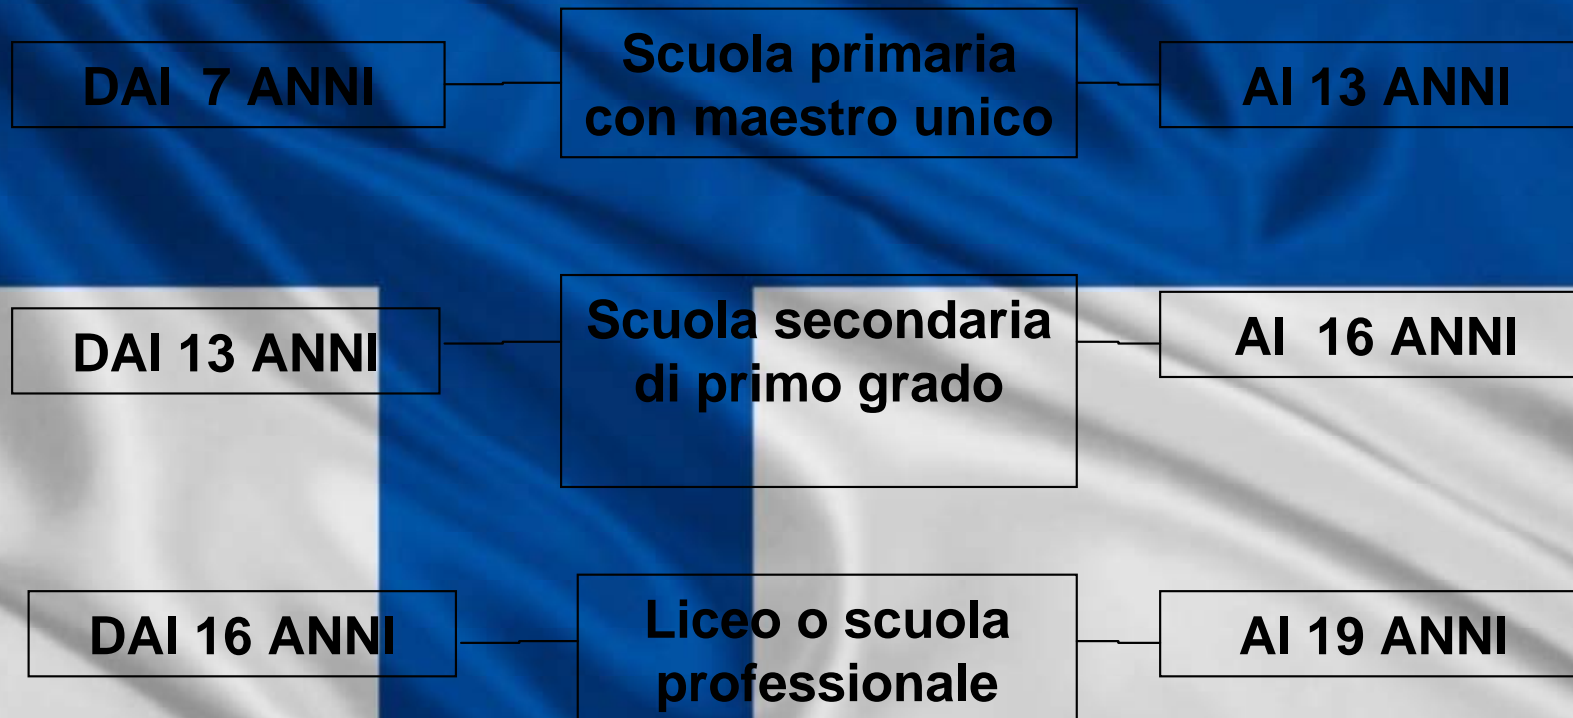 DAI  7 ANNI
Scuola primaria
con maestro unico
AI 13 ANNI
DAI 13 ANNI
Scuola secondaria
di primo grado
AI  16 ANNI
DAI 16 ANNI
Liceo o scuola
professionale
AI 19 ANNI